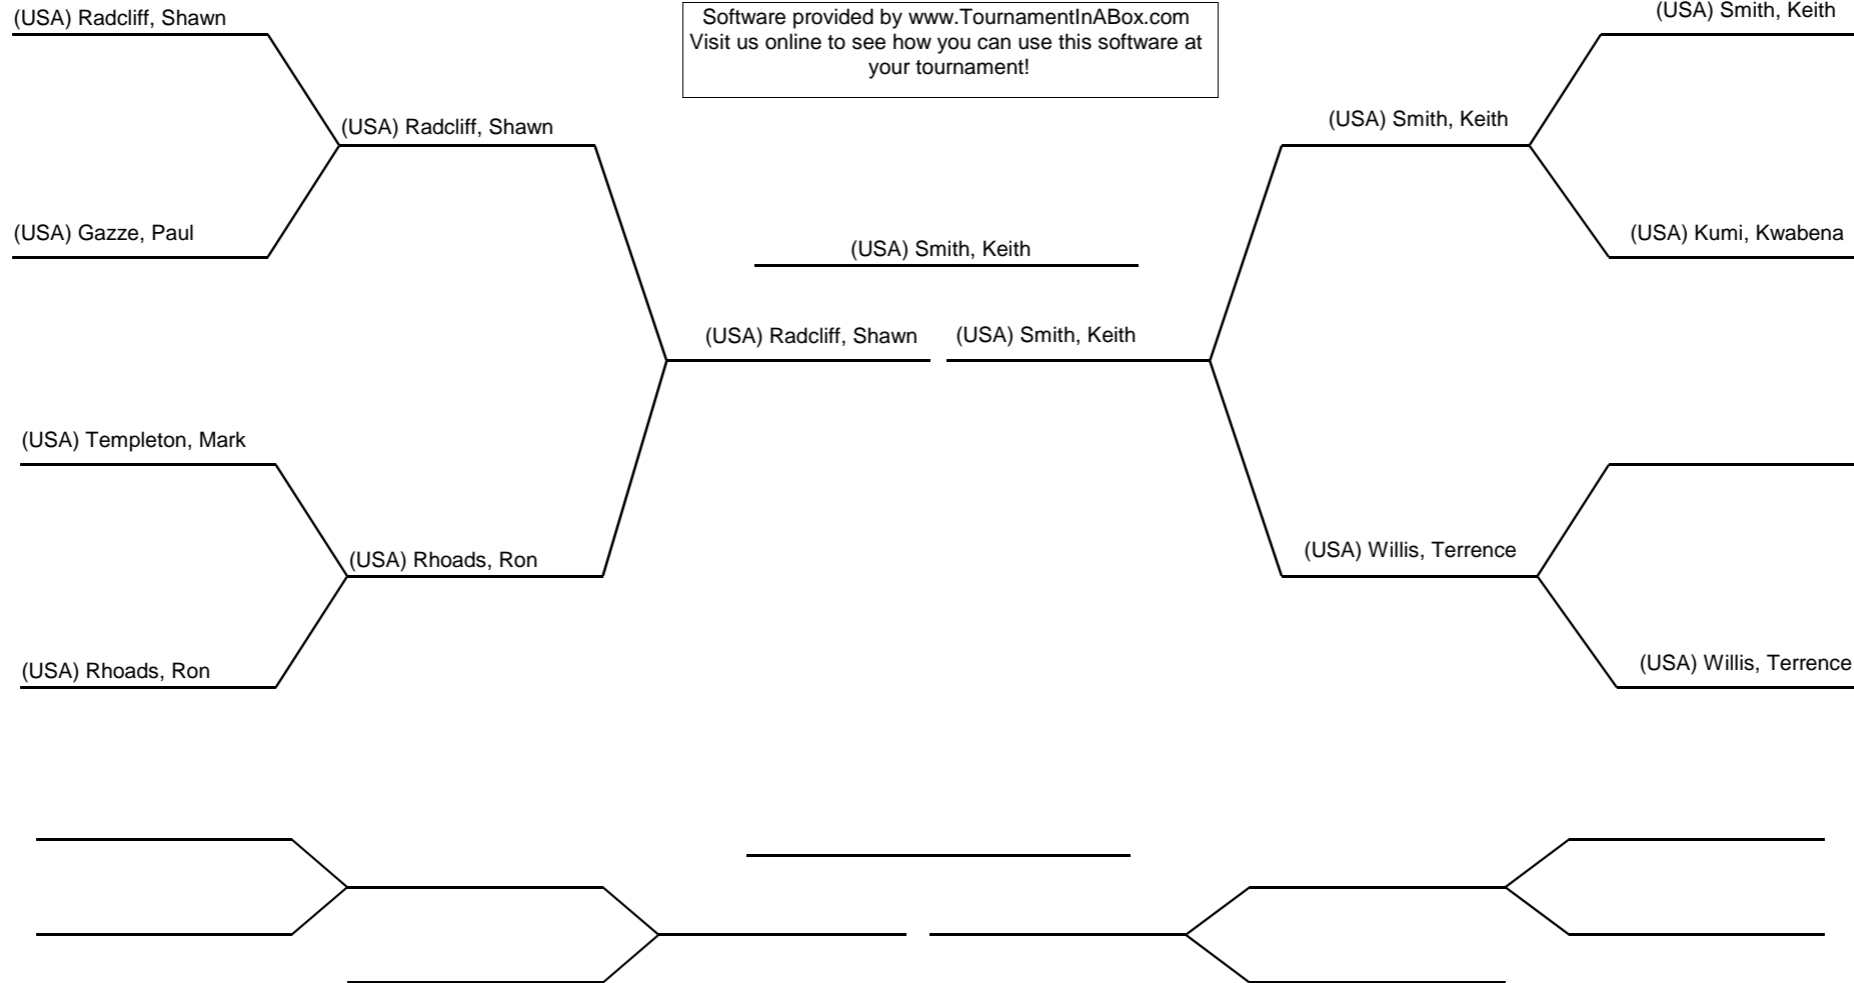 (USA) Radcliff, Shawn
Software provided by www.TournamentInABox.com
Visit us online to see how you can use this software at
your tournament!
(USA) Smith, Keith
(USA) Radcliff, Shawn
(USA) Smith, Keith
(USA) Gazze, Paul
(USA) Smith, Keith
(USA) Kumi, Kwabena
(USA) Radcliff, Shawn
(USA) Smith, Keith
(USA) Templeton, Mark
(USA) Rhoads, Ron
(USA) Willis, Terrence
(USA) Rhoads, Ron
(USA) Willis, Terrence